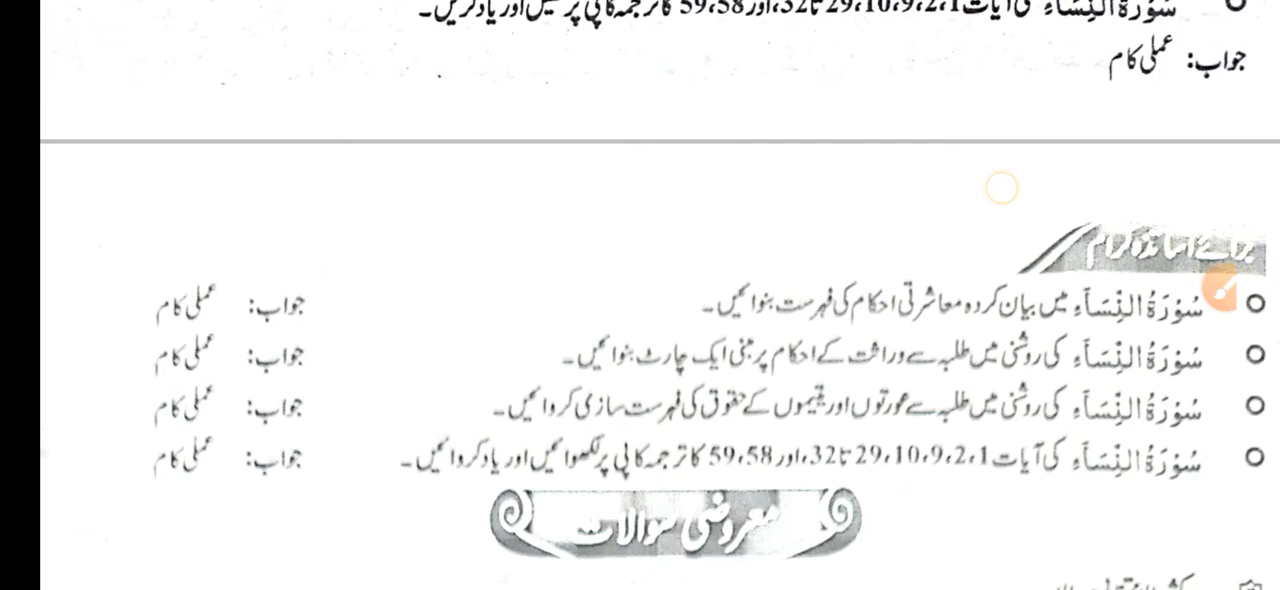 سُوْرَةُ النِّسَآء کی آیات 1،2،9،10،29 تا 32، اور 58،59 کا ترجمہ کاپی پر لکھیں اور یاد کریں۔
جواب: عملی کام
برائے اساتذہ کرام
سُوْرَةُ النِّسَآء میں بیان کردہ معاشرتی احکام کی فہرست بنوائیں۔ جواب: عملی کام
سُوْرَةُ النِّسَآء کی روشنی میں طلبہ سے وراثت کے احکام پر مبنی ایک چارٹ بنوائیں۔ جواب: عملی کام
سُوْرَةُ النِّسَآء کی روشنی میں طلبہ سے عورتوں اور یتیموں کے حقوق کی فہرست سازی کروائیں۔ جواب: عملی کام
سُوْرَةُ النِّسَآء کی آیات 1،2،9،10،29 تا 32، اور 58،59 کا ترجمہ کاپی پر لکھوائیں اور یاد کروائیں۔ جواب: عملی کام
معروضی سوالات